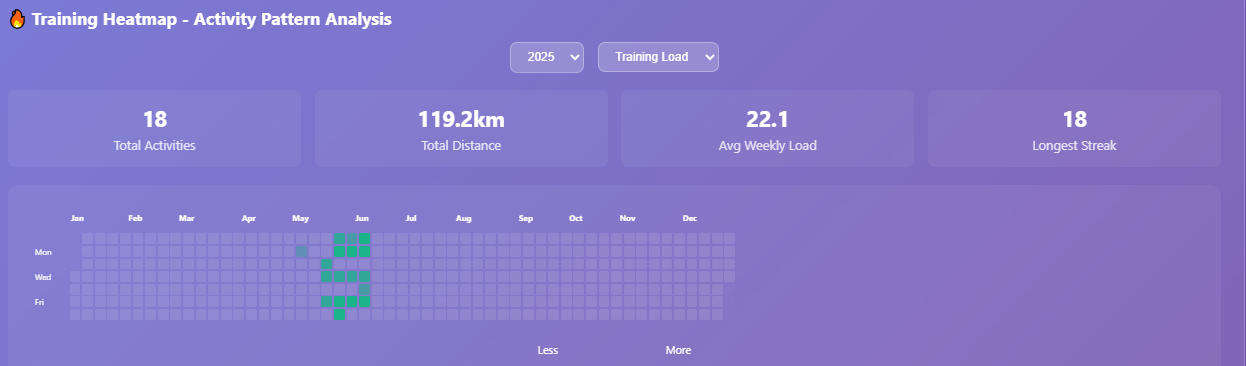 🔥 Training Heatmap - Activity Pattern Analysis
2025 Training Load
18 119.2km 22.1 18
Total Activities Total Distance Avg Weekly Load Longest Streak
Jan Feb Mar Apr May Jun Jul Aug Sep Oct Nov Dec
Mon
Wed
Fri
Less More